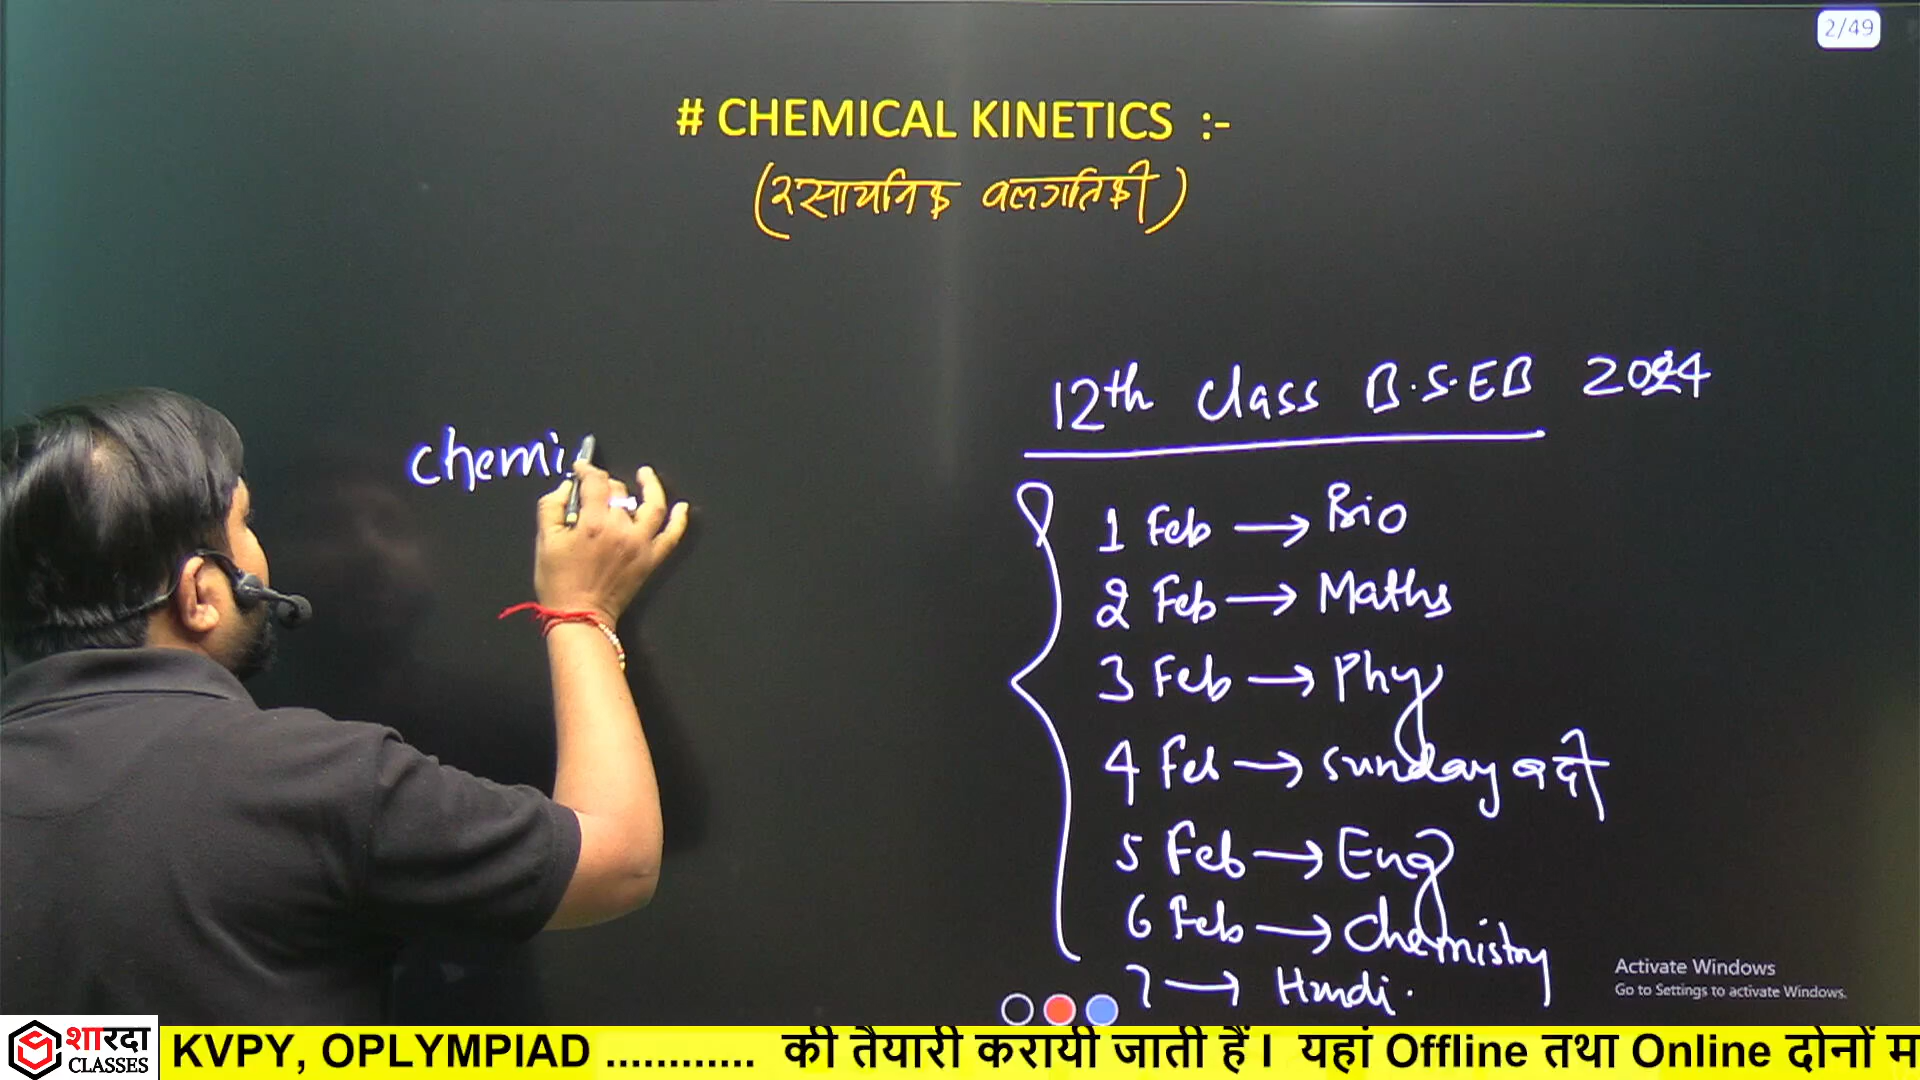 2/49
# CHEMICAL KINETICS :-
(रसायनिक बलगतिकी)
chemi
12th class B.S.EB 2024
1 Feb → Bio
2 Feb → Maths
3 Feb → Phy
4 Feb → Sunday बंदी
5 Feb → Eng
6 Feb → Chemistry
7 → Hindi.
Activate Windows
Go to Settings to activate Windows.
शारदा
CLASSES
KVPY, OPLYMPIAD ............ की तैयारी करायी जाती हैं I यहां Offline तथा Online दोनों म